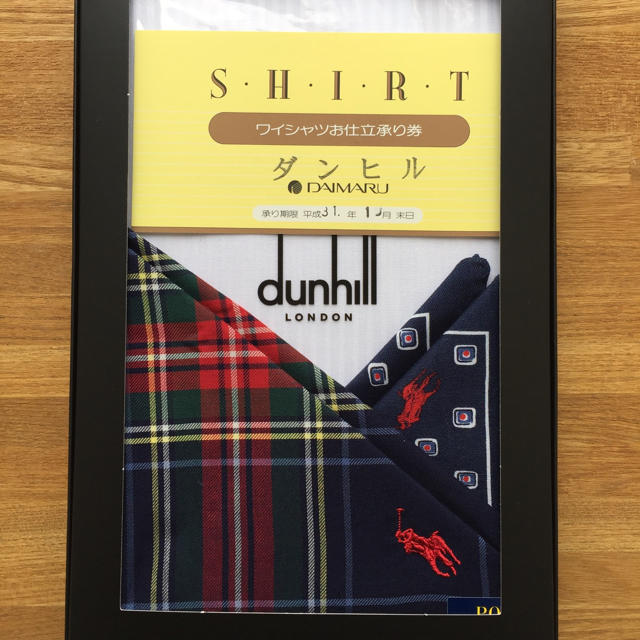 S·H·I·R·T
ワイシャツお仕立承り券
ダンヒル
DAIMARU
承り期限 平成31.年 10月 末日
dunhill
LONDON